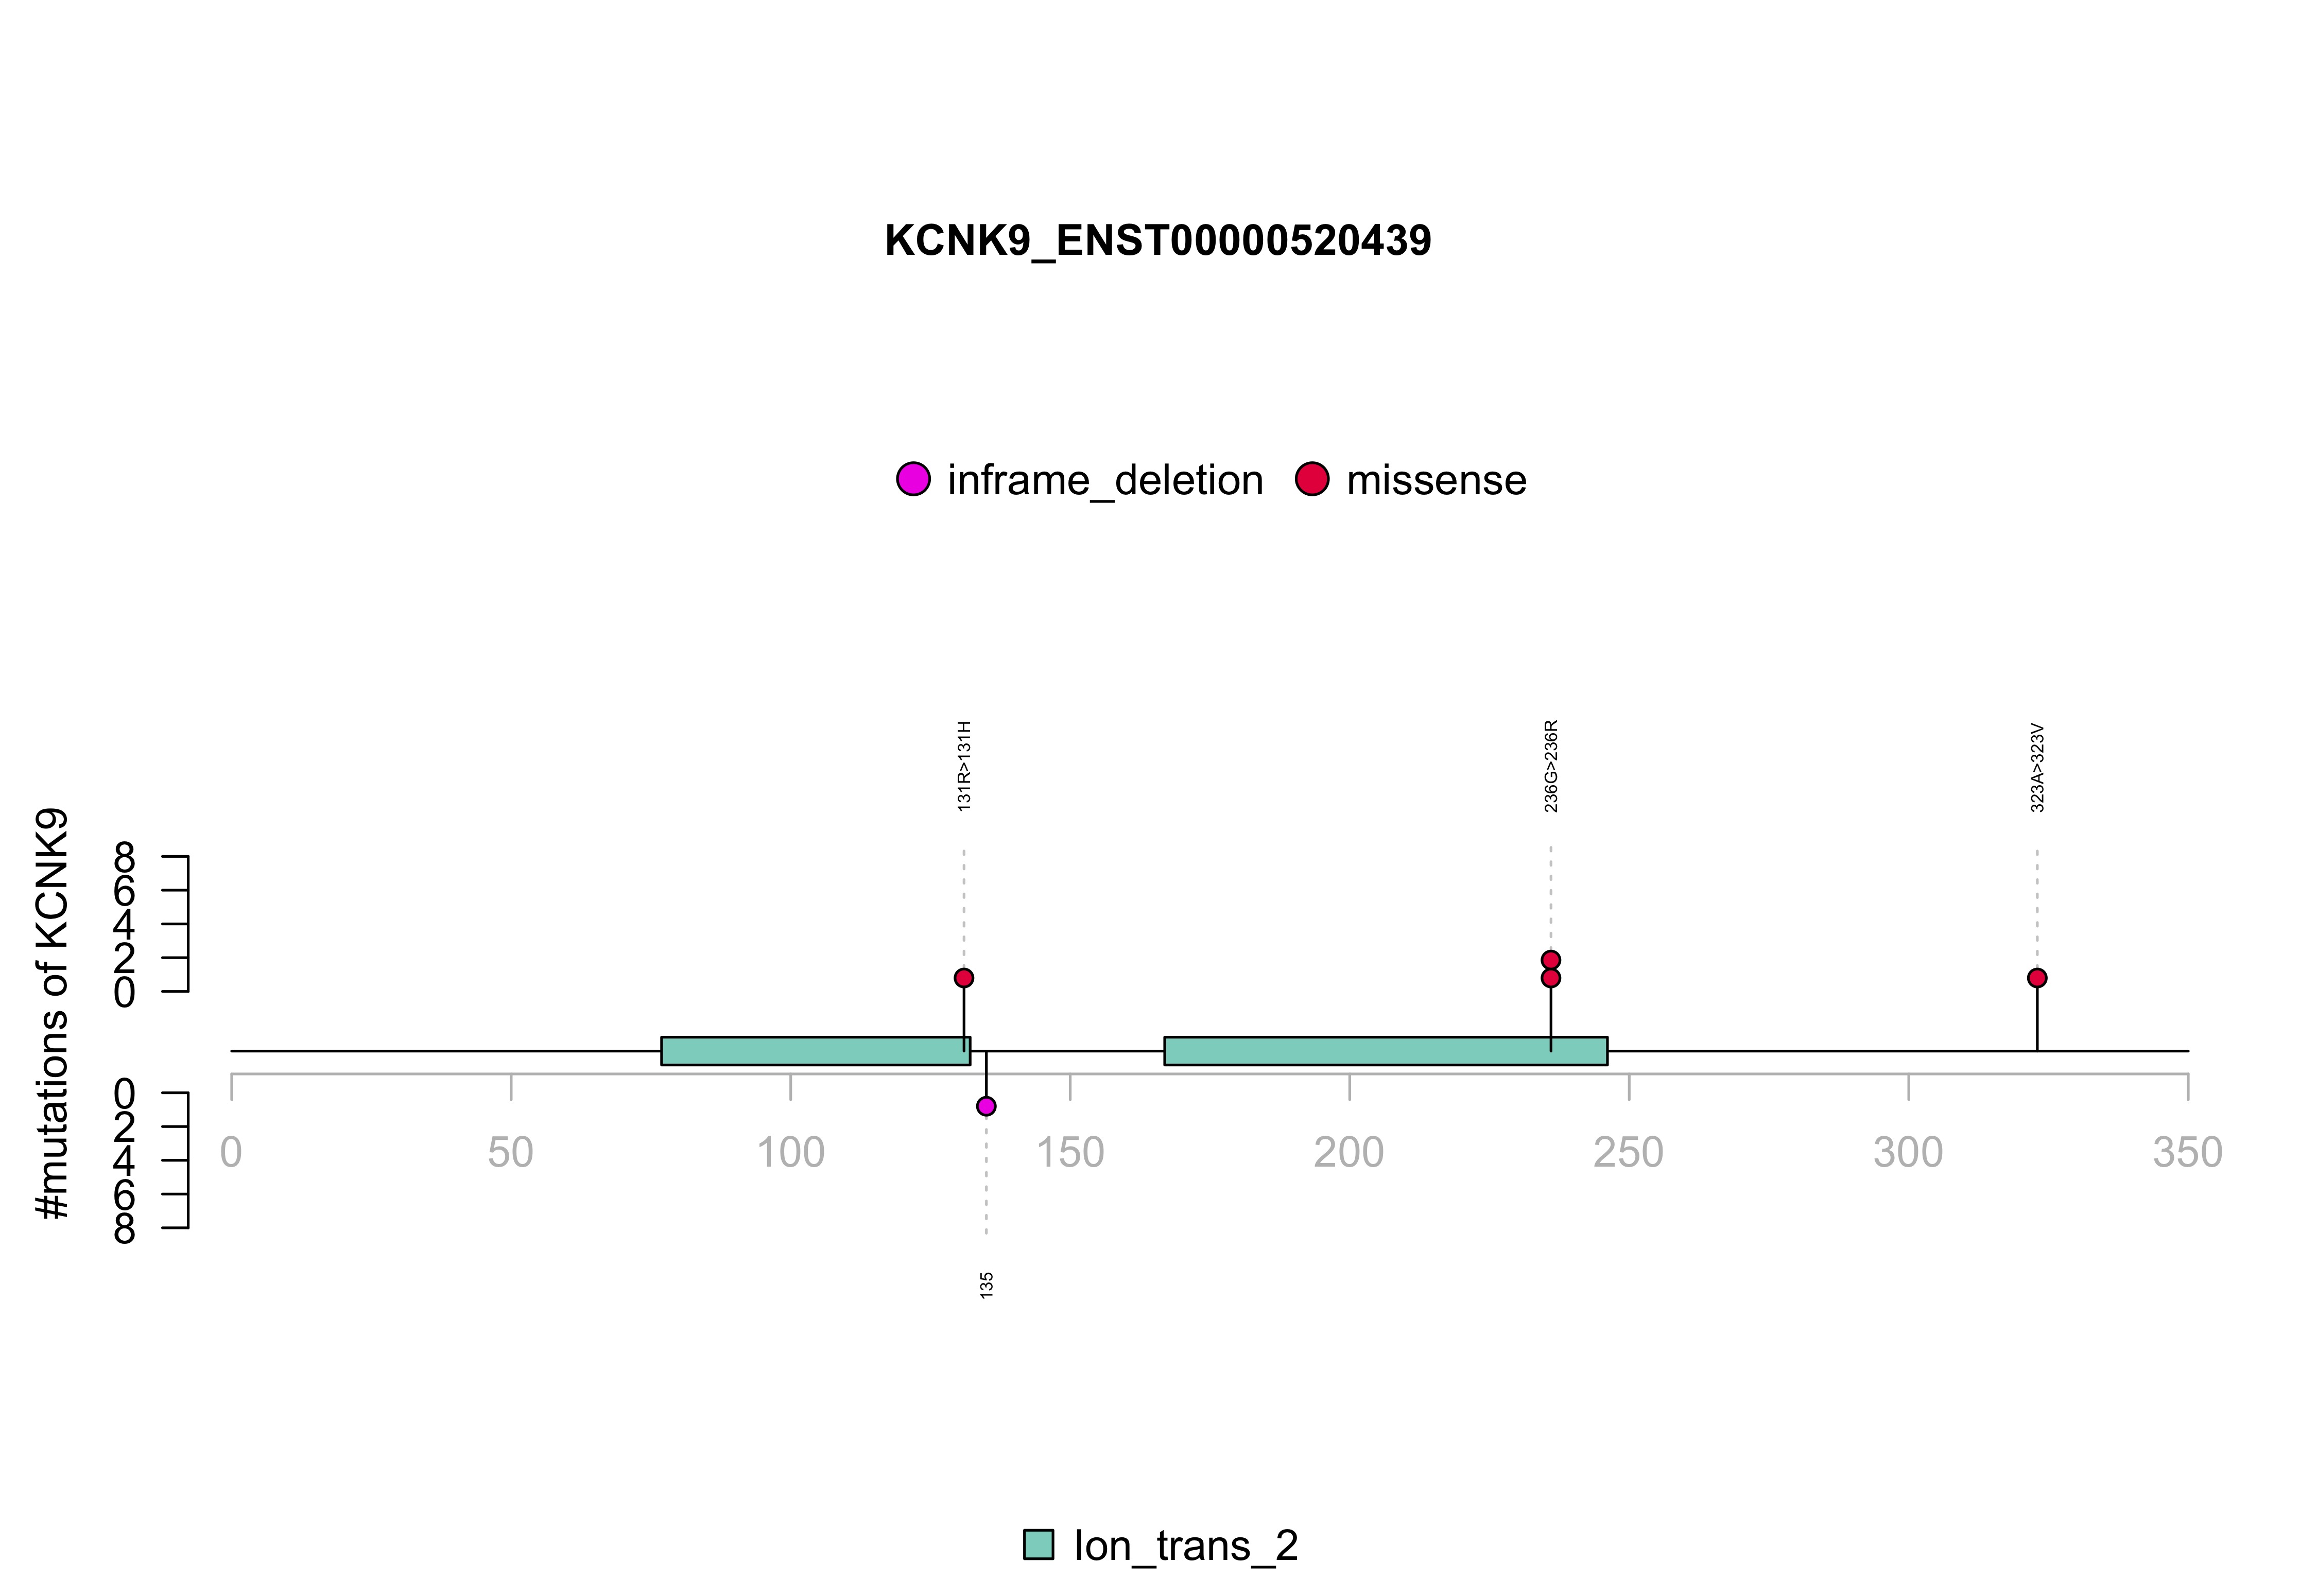 KCNK9_ENST00000520439
inframe_deletion missense
131R>131H
236G>236R
323A>323V
#mutations of KCNK9
8
6
4
2
0
0
2
4
6
8
0 50 100 150 200 250 300 350
135
Ion_trans_2